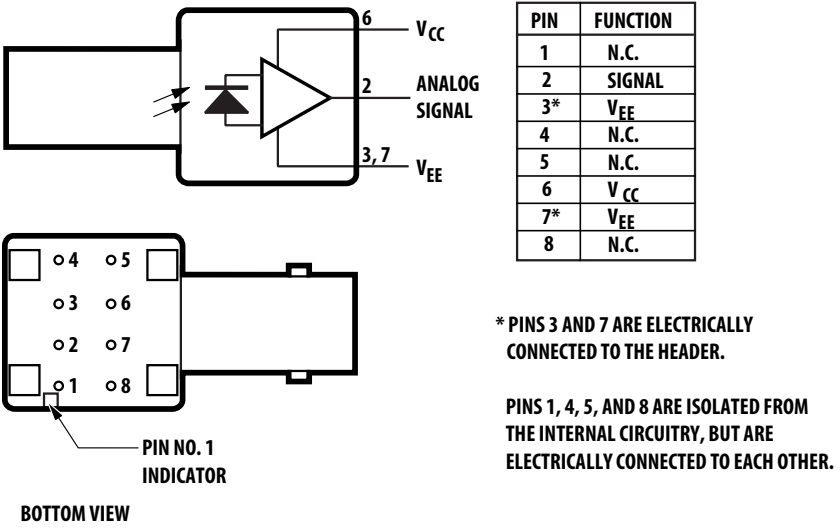 6
V CC
2
ANALOG
SIGNAL
3, 7
VEE
PIN FUNCTION
1 N.C.
2 SIGNAL
3* VEE
4 N.C.
5 N.C.
6 V CC
7* VEE
8 N.C.
4 5
3 6
2 7
1 8
PIN NO. 1
INDICATOR
BOTTOM VIEW
* PINS 3 AND 7 ARE ELECTRICALLY
CONNECTED TO THE HEADER.
PINS 1, 4, 5, AND 8 ARE ISOLATED FROM
THE INTERNAL CIRCUITRY, BUT ARE
ELECTRICALLY CONNECTED TO EACH OTHER.